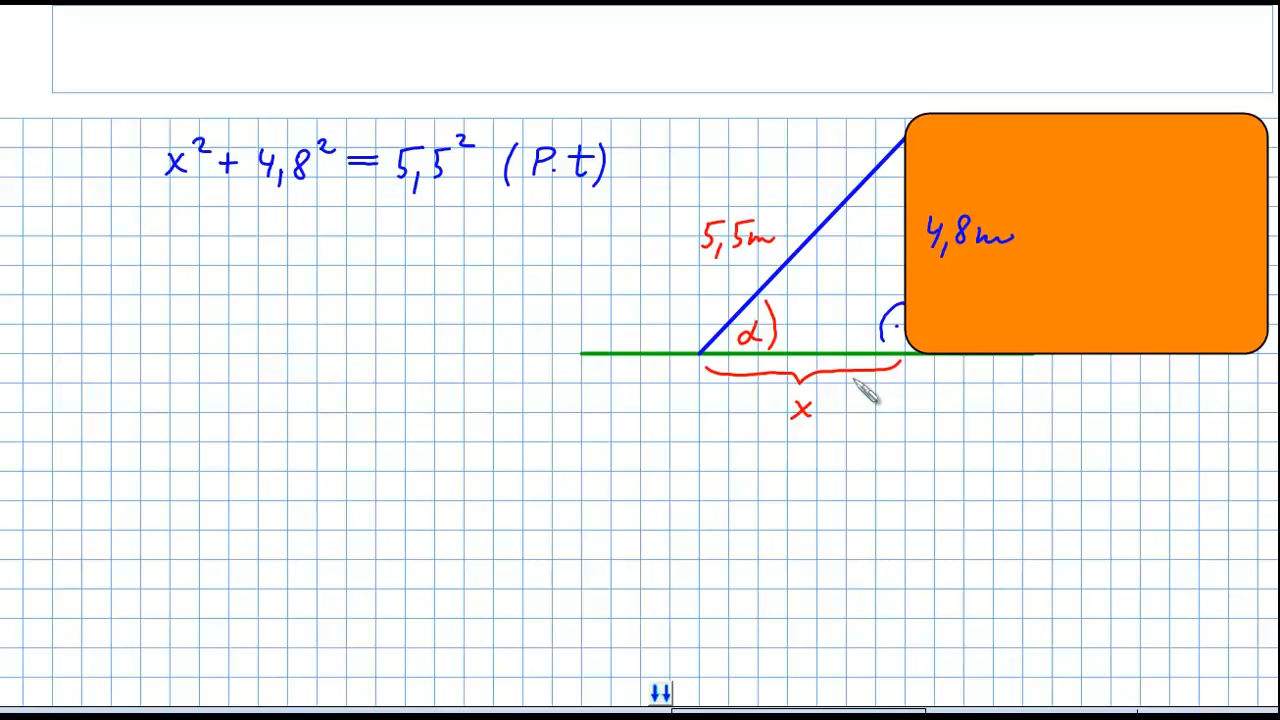 x² + 4,8² = 5,5² (P.t)
5,5m
4,8m
α
x